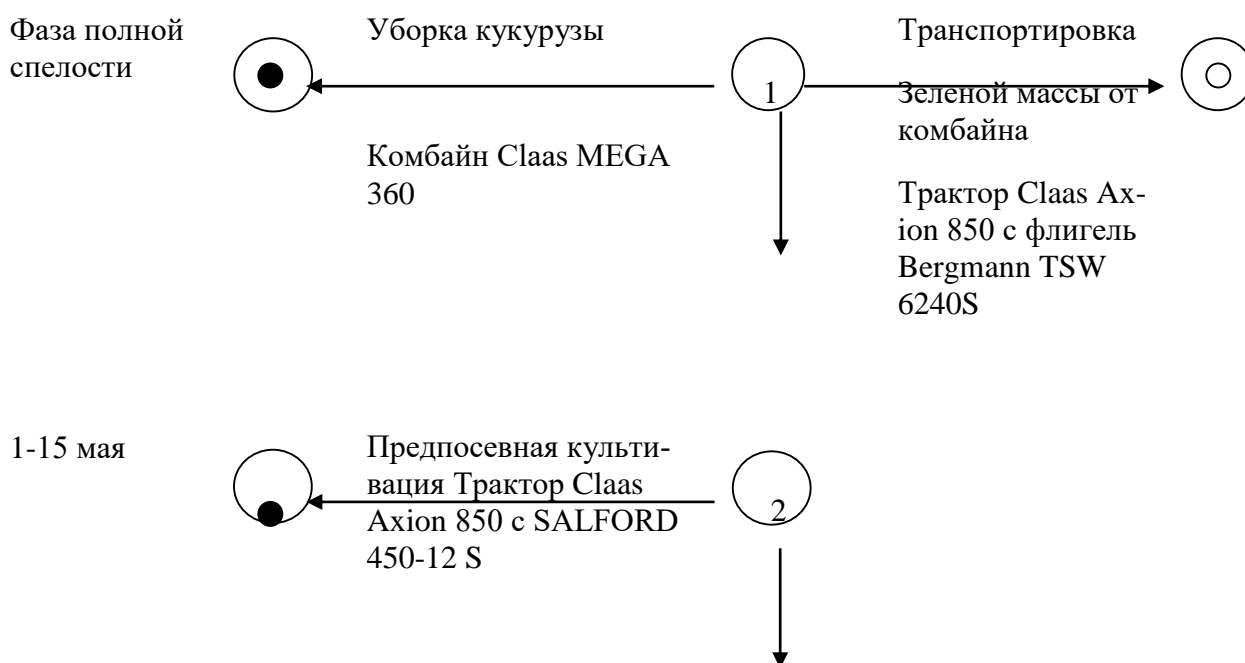 Фаза полной
спелости
Уборка кукурузы
Комбайн Claas MEGA
360
1
Транспортировка
Зеленой массы от
комбайна
Трактор Claas Ax-
ion 850 с флигель
Bergmann TSW
6240S
1-15 мая
Предпосевная культи-
вация Трактор Claas
Axion 850 с SALFORD
450-12 S
2